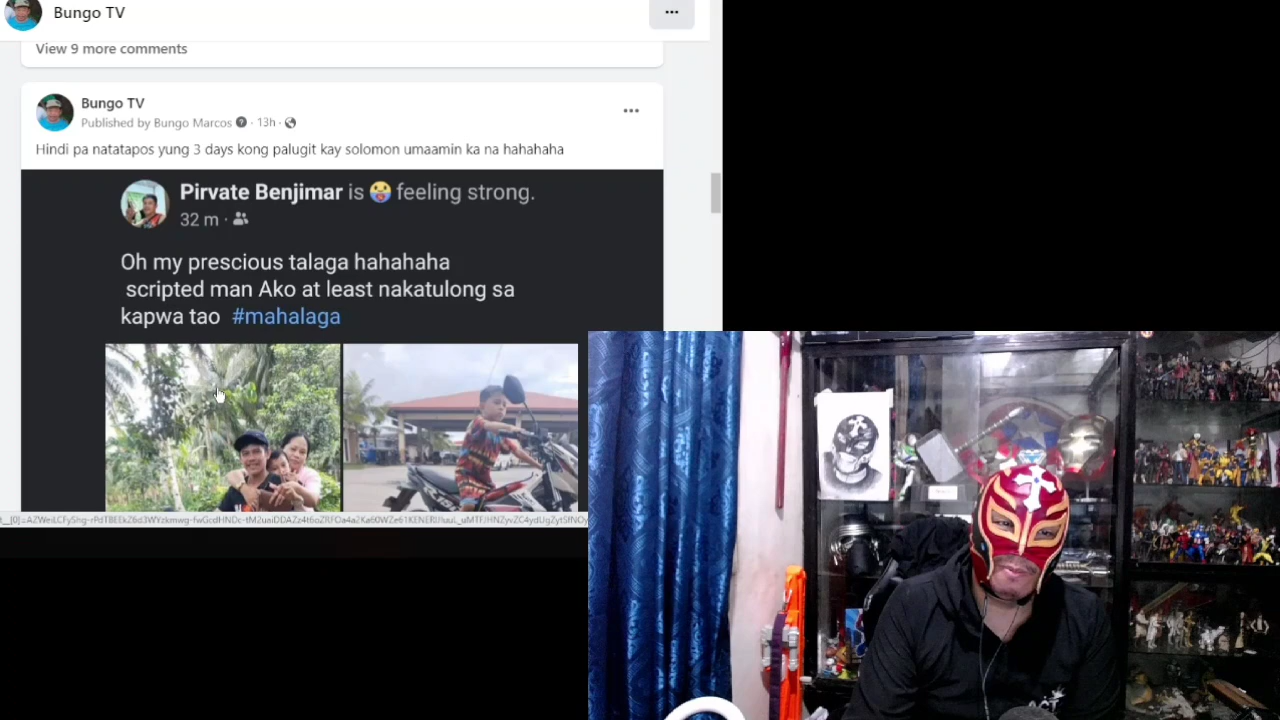 Bungo TV
View 9 more comments
Bungo TV
Published by Bungo Marcos · 13h ·
Hindi pa natatapos yung 3 days kong palugit kay solomon umaamin ka na hahahaha
Pirvate Benjimar is 🤪 feeling strong.
32 m ·
Oh my prescious talaga hahahaha
scripted man Ako at least nakatulong sa
kapwa tao #mahalaga